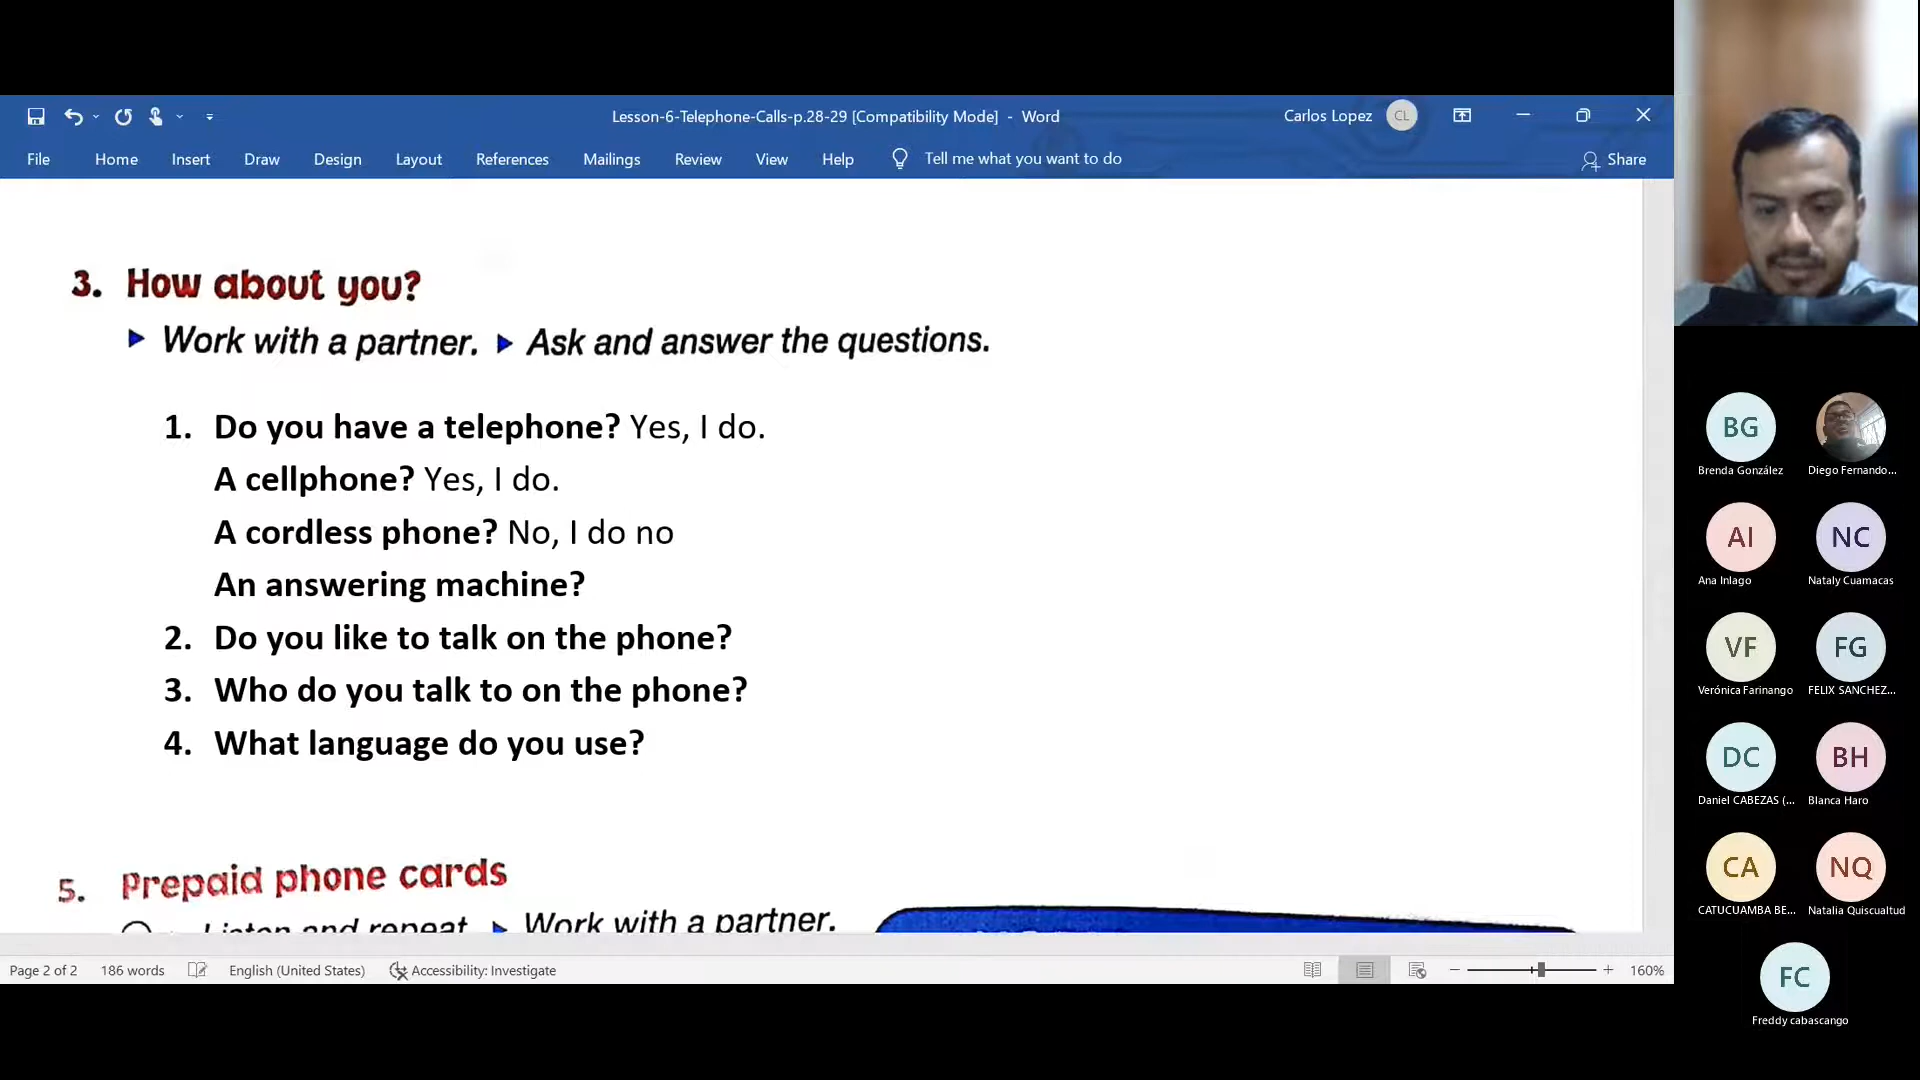 Lesson-6-Telephone-Calls-p.28-29 [Compatibility Mode] - Word
Carlos Lopez
CL
File Home Insert Draw Design Layout References Mailings Review View Help Tell me what you want to do Share
3. How about you?
Work with a partner. Ask and answer the questions.
1. Do you have a telephone? Yes, I do.
A cellphone? Yes, I do.
A cordless phone? No, I do no
An answering machine?
2. Do you like to talk on the phone?
3. Who do you talk to on the phone?
4. What language do you use?
5. Prepaid phone cards
Listen and repeat. Work with a partner.
Page 2 of 2 186 words English (United States) Accessibility: Investigate 160%
BG
Brenda González Diego Fernando...
AI NC
Ana Inlago Nataly Cuamacas
VF FG
Verónica Farinango FELIX SANCHEZ...
DC BH
Daniel CABEZAS (... Blanca Haro
CA NQ
CATUCUAMBA BE... Natalia Quiscualtud
FC
Freddy cabascango